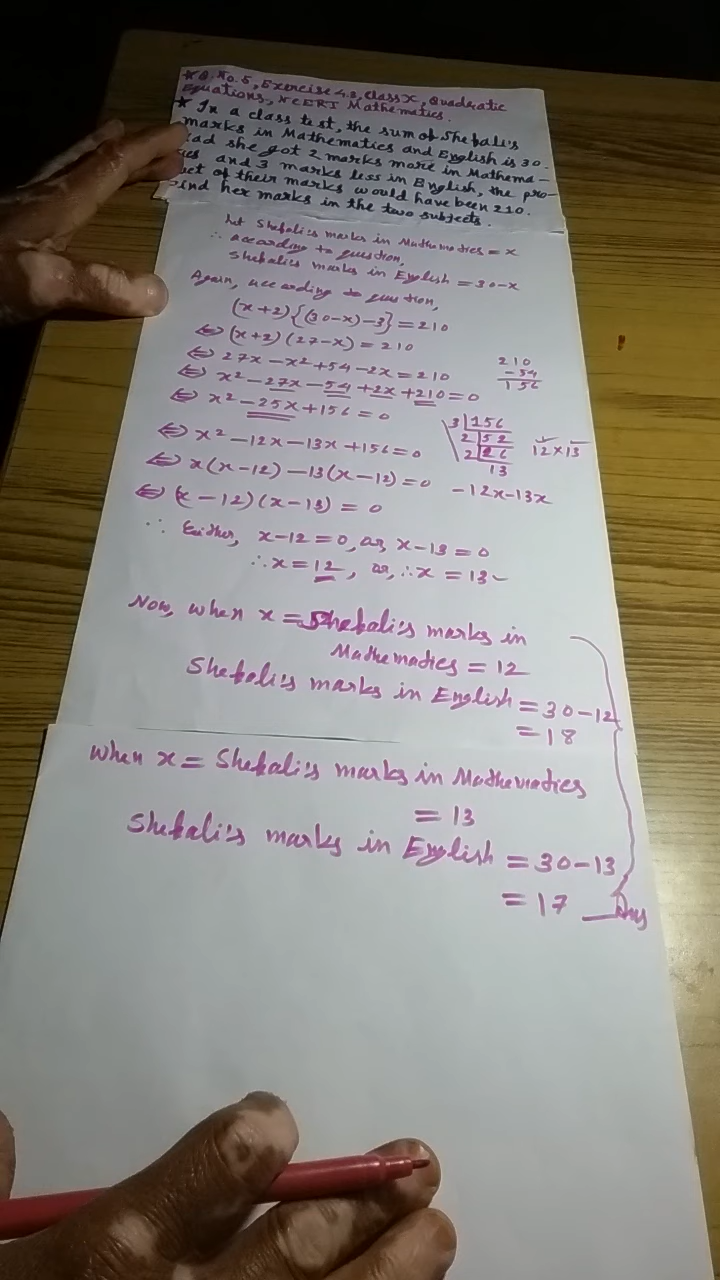 * Q. No. 5, Exercise 4.3, Class X, Quadratic
Equations, NCERT Mathematics.
* In a class test, the sum of Shefali's
marks in Mathematics and English is 30.
ad she got 2 marks more in Mathema-
and 3 marks less in English, the pro-
uct of their marks would have been 210.
ind her marks in the two subjects.
Let Shefali's marks in Mathematics = x
∴ according to question,
Shefali's marks in English = 30-x
Again, according to question,
(x+2){(30-x)-3} = 210
⇔ (x+2)(27-x) = 210
⇔ 27x-x²+54-2x = 210
⇔ x²-27x-54+2x+210=0
⇔ x²-25x+156=0
210
-54
156
⇔ x²-12x-13x+156=0
⇔ x(x-12)-13(x-12)=0
⇔ (x-12)(x-13) = 0
3|156
2|52
2|26
13
12×13
-12x-13x
∴ Either, x-12=0, or, x-13=0
∴ x=12, or, ∴ x = 13
Now, when x = Shefali's marks in
Mathematics = 12
Shefali's marks in English = 30-12
= 18
When x = Shefali's marks in Mathematics
= 13
Shefali's marks in English = 30-13
= 17 Ans